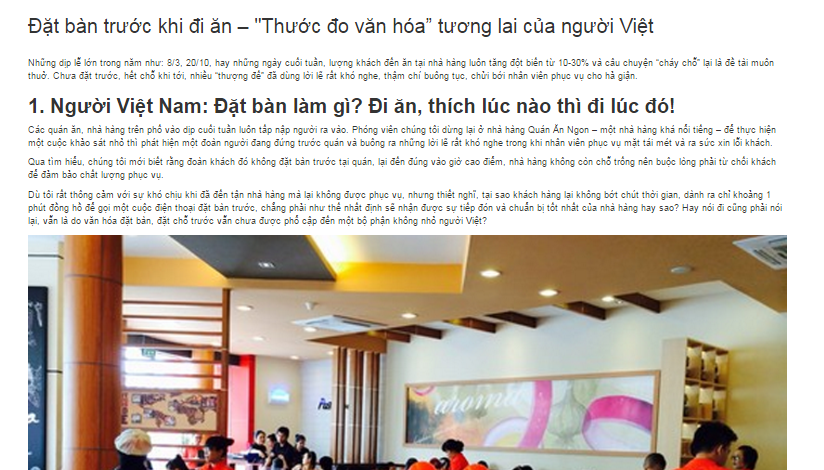 Đặt bàn trước khi đi ăn – "Thước đo văn hóa” tương lai của người Việt
Những dịp lễ lớn trong năm như: 8/3, 20/10, hay những ngày cuối tuần, lượng khách đến ăn tại nhà hàng luôn tăng đột biến từ 10-30% và câu chuyện “cháy chỗ” lại là đề tài muôn
thuở. Chưa đặt trước, hết chỗ khi tới, nhiều “thượng đế” đã dùng lời lẽ rất khó nghe, thậm chí buông tục, chửi bới nhân viên phục vụ cho hả giận.
1. Người Việt Nam: Đặt bàn làm gì? Đi ăn, thích lúc nào thì đi lúc đó!
Các quán ăn, nhà hàng trên phố vào dịp cuối tuần luôn tấp nập người ra vào. Phóng viên chúng tôi dừng lại ở nhà hàng Quán Ăn Ngon – một nhà hàng khá nổi tiếng – để thực hiện
một cuộc khảo sát nhỏ thì phát hiện một đoàn người đang đứng trước quán và buông ra những lời lẽ rất khó nghe trong khi nhân viên phục vụ mặt tái mét và ra sức xin lỗi khách.
Qua tìm hiểu, chúng tôi mới biết rằng đoàn khách đó không đặt bàn trước tại quán, lại đến đúng vào giờ cao điểm, nhà hàng không còn chỗ trống nên buộc lòng phải từ chối khách
để đảm bảo chất lượng phục vụ.
Dù tôi rất thông cảm với sự khó chịu khi đã đến tận nhà hàng mà lại không được phục vụ, nhưng thiết nghĩ, tại sao khách hàng lại không bớt chút thời gian, dành ra chỉ khoảng 1
phút đồng hồ để gọi một cuộc điện thoại đặt bàn trước, chẳng phải như thế nhất định sẽ nhận được sự tiếp đón và chuẩn bị tốt nhất của nhà hàng hay sao? Hay nói đi cũng phải nói
lại, vẫn là do văn hóa đặt bàn, đặt chỗ trước vẫn chưa được phổ cập đến một bộ phận không nhỏ người Việt?
aroma